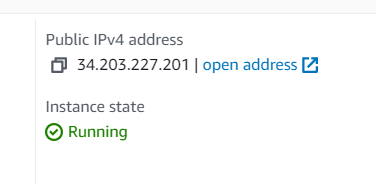 Public IPv4 address
34.203.227.201 | open address
Instance state
Running